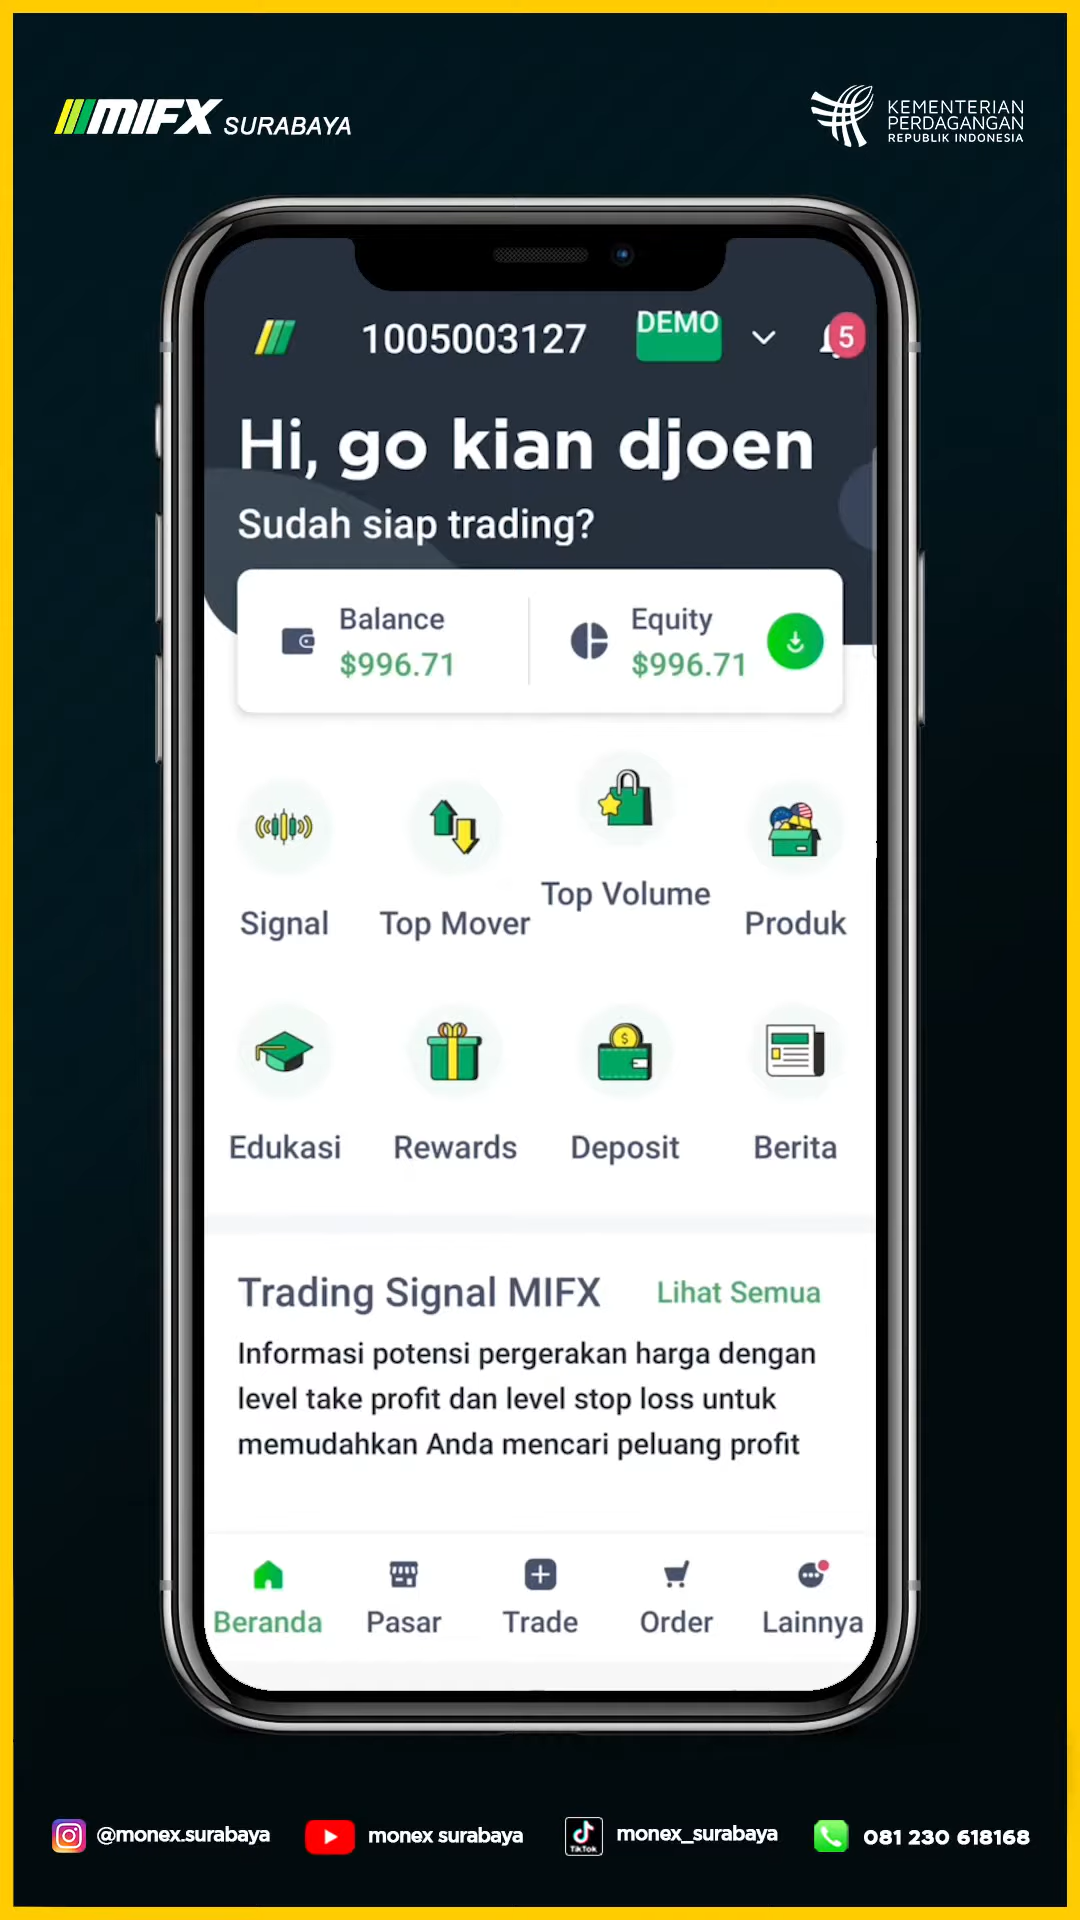 MIFX SURABAYA
KEMENTERIAN
PERDAGANGAN
REPUBLIK INDONESIA
1005003127
DEMO
5
Hi, go kian djoen
Sudah siap trading?
Balance
$996.71
Equity
$996.71
Signal
Top Mover
Top Volume
Produk
Edukasi
Rewards
Deposit
Berita
Trading Signal MIFX
Lihat Semua
Informasi potensi pergerakan harga dengan
level take profit dan level stop loss untuk
memudahkan Anda mencari peluang profit
Beranda
Pasar
Trade
Order
Lainnya
@monex.surabaya
monex surabaya
TikTok
monex_surabaya
081 230 618168